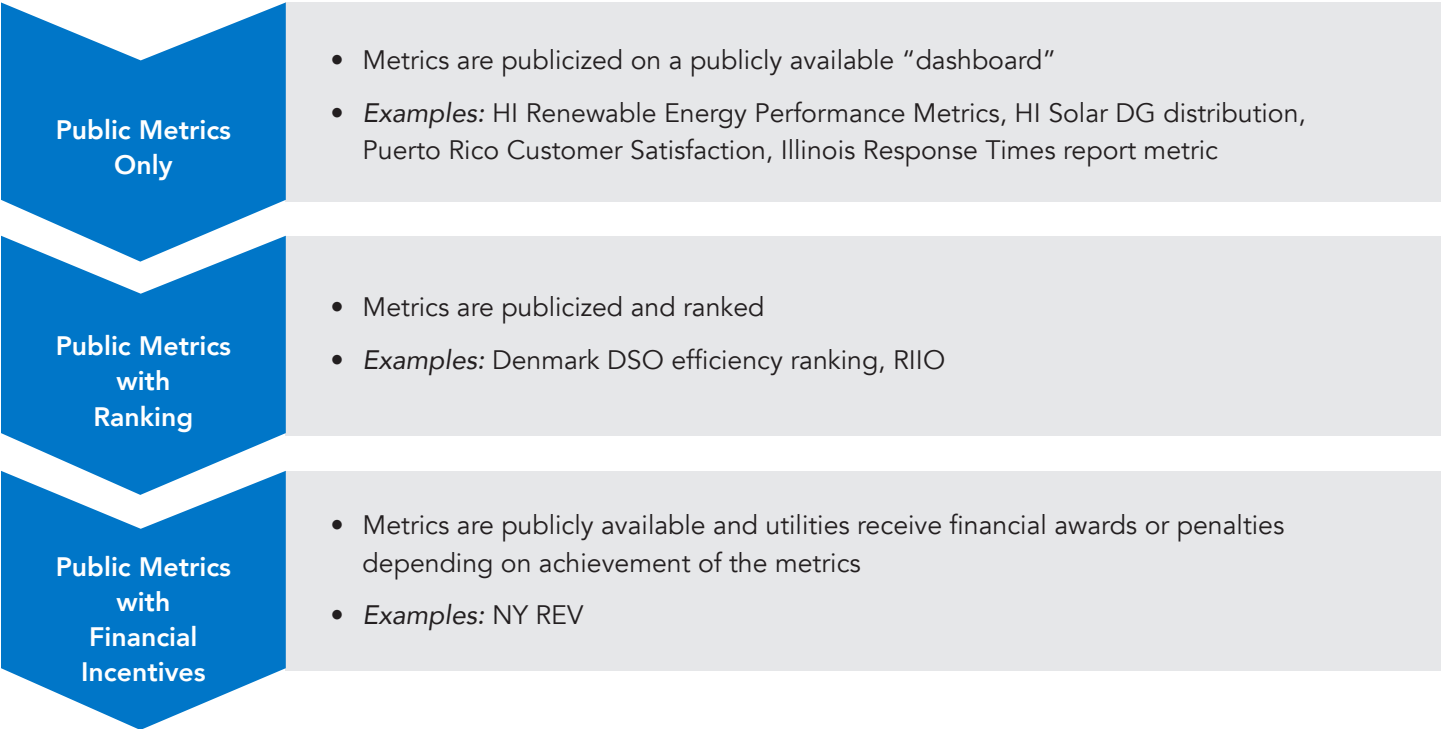 Public Metrics
Only
• Metrics are publicized on a publicly available “dashboard”
• Examples: HI Renewable Energy Performance Metrics, HI Solar DG distribution,
Puerto Rico Customer Satisfaction, Illinois Response Times report metric
Public Metrics
with
Ranking
• Metrics are publicized and ranked
• Examples: Denmark DSO efficiency ranking, RIIO
Public Metrics
with
Financial
Incentives
• Metrics are publicly available and utilities receive financial awards or penalties
depending on achievement of the metrics
• Examples: NY REV